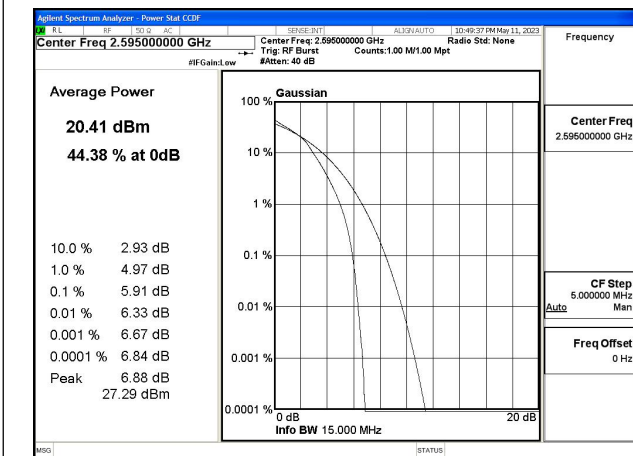 Agilent Spectrum Analyzer - Power Stat CCDF
RL RF 50 Ω AC SENSE:INT ALIGN AUTO 10:49:37 PM May 11, 2023
Center Freq 2.595000000 GHz
Center Freq: 2.595000000 GHz Radio Std: None
Trig: RF Burst Counts:1.00 M/1.00 Mpt
#IFGain:Low #Atten: 40 dB
Frequency
Average Power
20.41 dBm
44.38 % at 0dB
10.0 % 2.93 dB
1.0 % 4.97 dB
0.1 % 5.91 dB
0.01 % 6.33 dB
0.001 % 6.67 dB
0.0001 % 6.84 dB
Peak 6.88 dB
27.29 dBm
Gaussian
100 %
10 %
1 %
0.1 %
0.01 %
0.001 %
0.0001 %
0 dB 20 dB
Info BW 15.000 MHz
Center Freq
2.595000000 GHz
CF Step
5.000000 MHz
Auto Man
Freq Offset
0 Hz
MSG STATUS